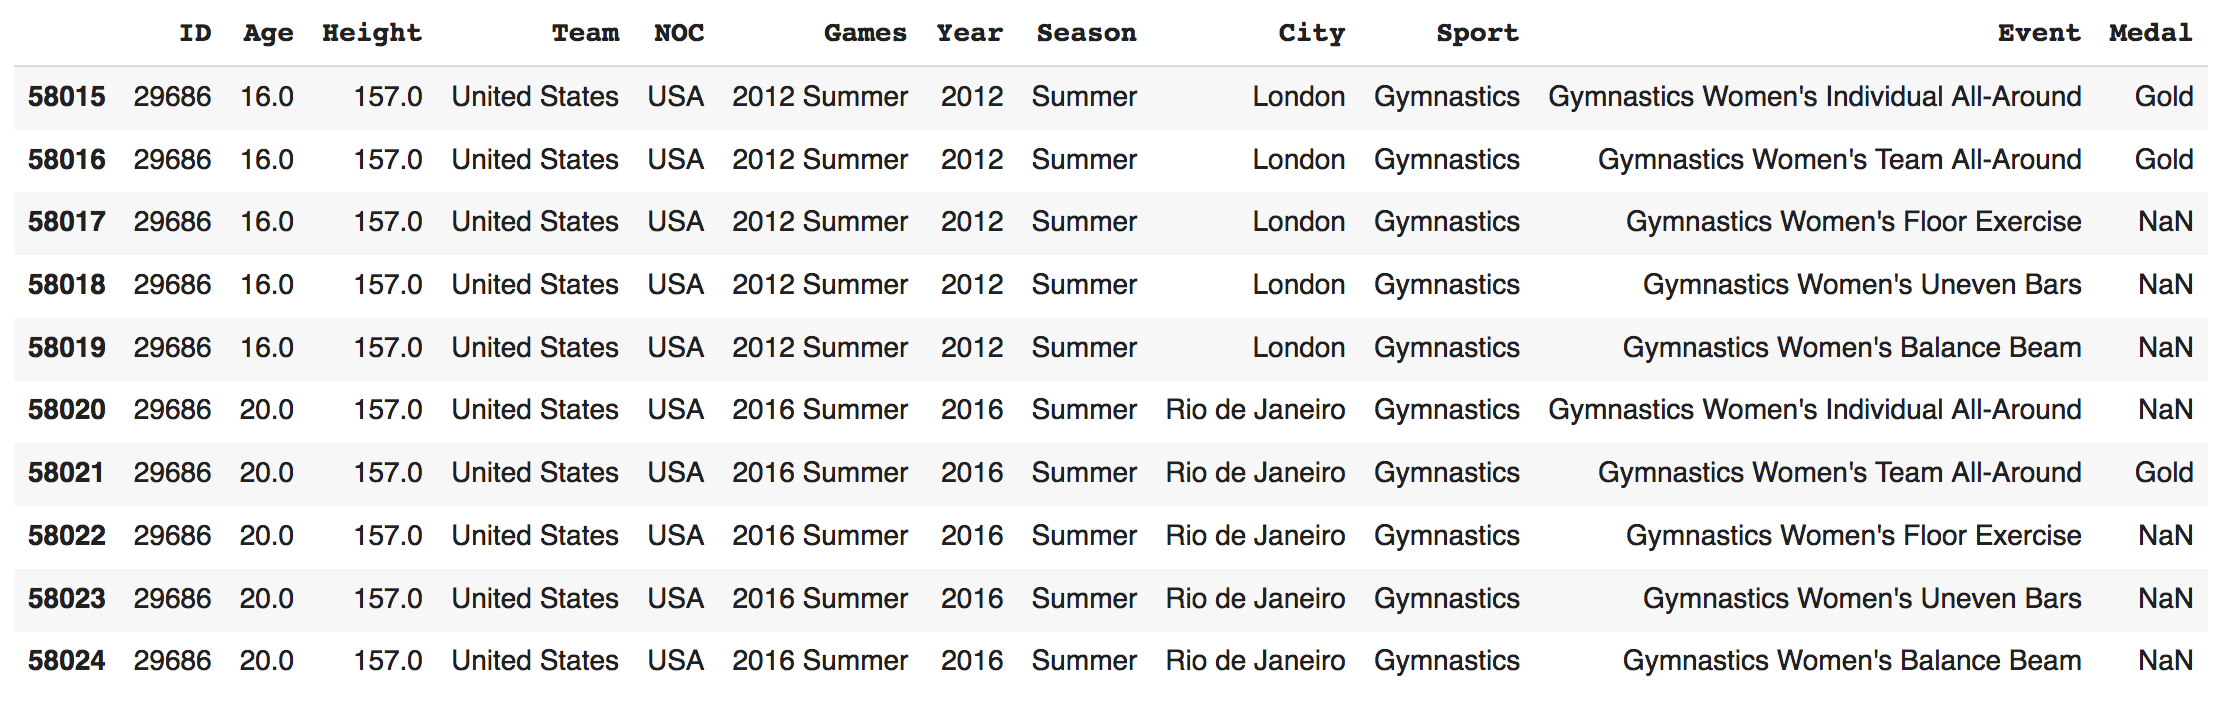 ID Age Height Team NOC Games Year Season City Sport Event Medal
58015 29686 16.0 157.0 United States USA 2012 Summer 2012 Summer London Gymnastics Gymnastics Women's Individual All-Around Gold
58016 29686 16.0 157.0 United States USA 2012 Summer 2012 Summer London Gymnastics Gymnastics Women's Team All-Around Gold
58017 29686 16.0 157.0 United States USA 2012 Summer 2012 Summer London Gymnastics Gymnastics Women's Floor Exercise NaN
58018 29686 16.0 157.0 United States USA 2012 Summer 2012 Summer London Gymnastics Gymnastics Women's Uneven Bars NaN
58019 29686 16.0 157.0 United States USA 2012 Summer 2012 Summer London Gymnastics Gymnastics Women's Balance Beam NaN
58020 29686 20.0 157.0 United States USA 2016 Summer 2016 Summer Rio de Janeiro Gymnastics Gymnastics Women's Individual All-Around NaN
58021 29686 20.0 157.0 United States USA 2016 Summer 2016 Summer Rio de Janeiro Gymnastics Gymnastics Women's Team All-Around Gold
58022 29686 20.0 157.0 United States USA 2016 Summer 2016 Summer Rio de Janeiro Gymnastics Gymnastics Women's Floor Exercise NaN
58023 29686 20.0 157.0 United States USA 2016 Summer 2016 Summer Rio de Janeiro Gymnastics Gymnastics Women's Uneven Bars NaN
58024 29686 20.0 157.0 United States USA 2016 Summer 2016 Summer Rio de Janeiro Gymnastics Gymnastics Women's Balance Beam NaN